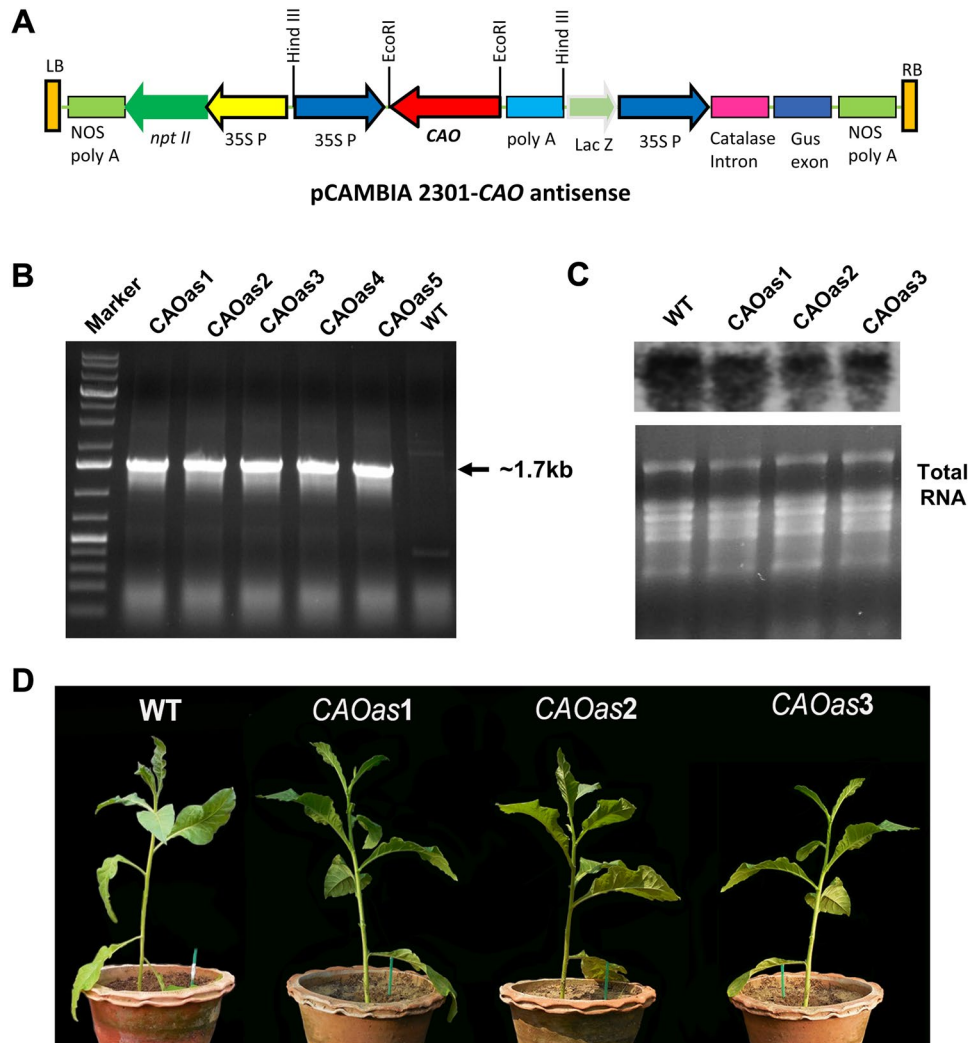 A
Hind III
EcoRI
EcoRI
Hind III
LB
RB
NOS
poly A
npt II
35S P
35S P
CAO
poly A
Lac Z
35S P
Catalase
Intron
Gus
exon
NOS
poly A
pCAMBIA 2301-CAO antisense
B
Marker
CAOas1
CAOas2
CAOas3
CAOas4
CAOas5
WT
~1.7kb
C
WT
CAOas1
CAOas2
CAOas3
Total
RNA
D
WT
CAOas1
CAOas2
CAOas3